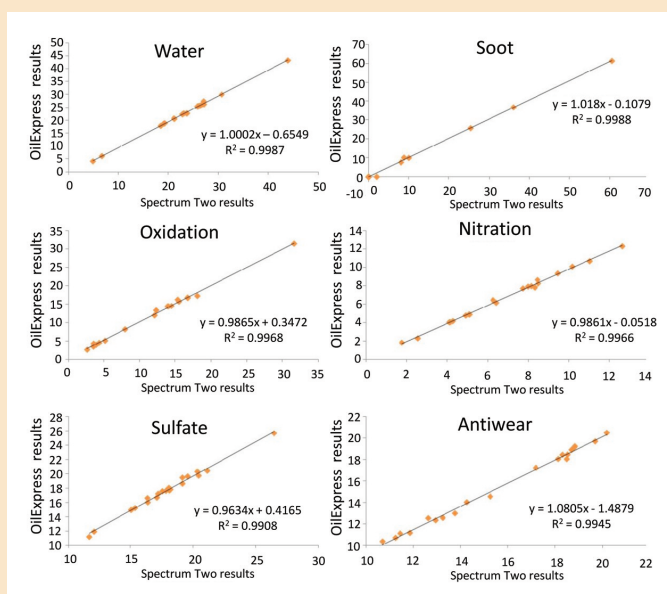 Water
OilExpress results
50
45
40
35
30
25
20
15
10
5
0
y = 1.0002x – 0.6549
R² = 0.9987
0 10 20 30 40 50
Spectrum Two results
Soot
OilExpress results
70
60
50
40
30
20
10
0
-10
y = 1.018x - 0.1079
R² = 0.9988
0 10 20 30 40 50 60 70
Spectrum Two results
Oxidation
OilExpress results
35
30
25
20
15
10
5
0
y = 0.9865x + 0.3472
R² = 0.9968
0 5 10 15 20 25 30 35
Spectrum Two results
Nitration
OilExpress results
14
12
10
8
6
4
2
0
y = 0.9861x - 0.0518
R² = 0.9966
0 2 4 6 8 10 12 14
Spectrum Two results
Sulfate
OilExpress results
28
26
24
22
20
18
16
14
12
10
y = 0.9634x + 0.4165
R² = 0.9908
10 15 20 25 30
Spectrum Two results
Antiwear
OilExpress results
22
20
18
16
14
12
10
y = 1.0805x - 1.4879
R² = 0.9945
10 12 14 16 18 20 22
Spectrum Two results